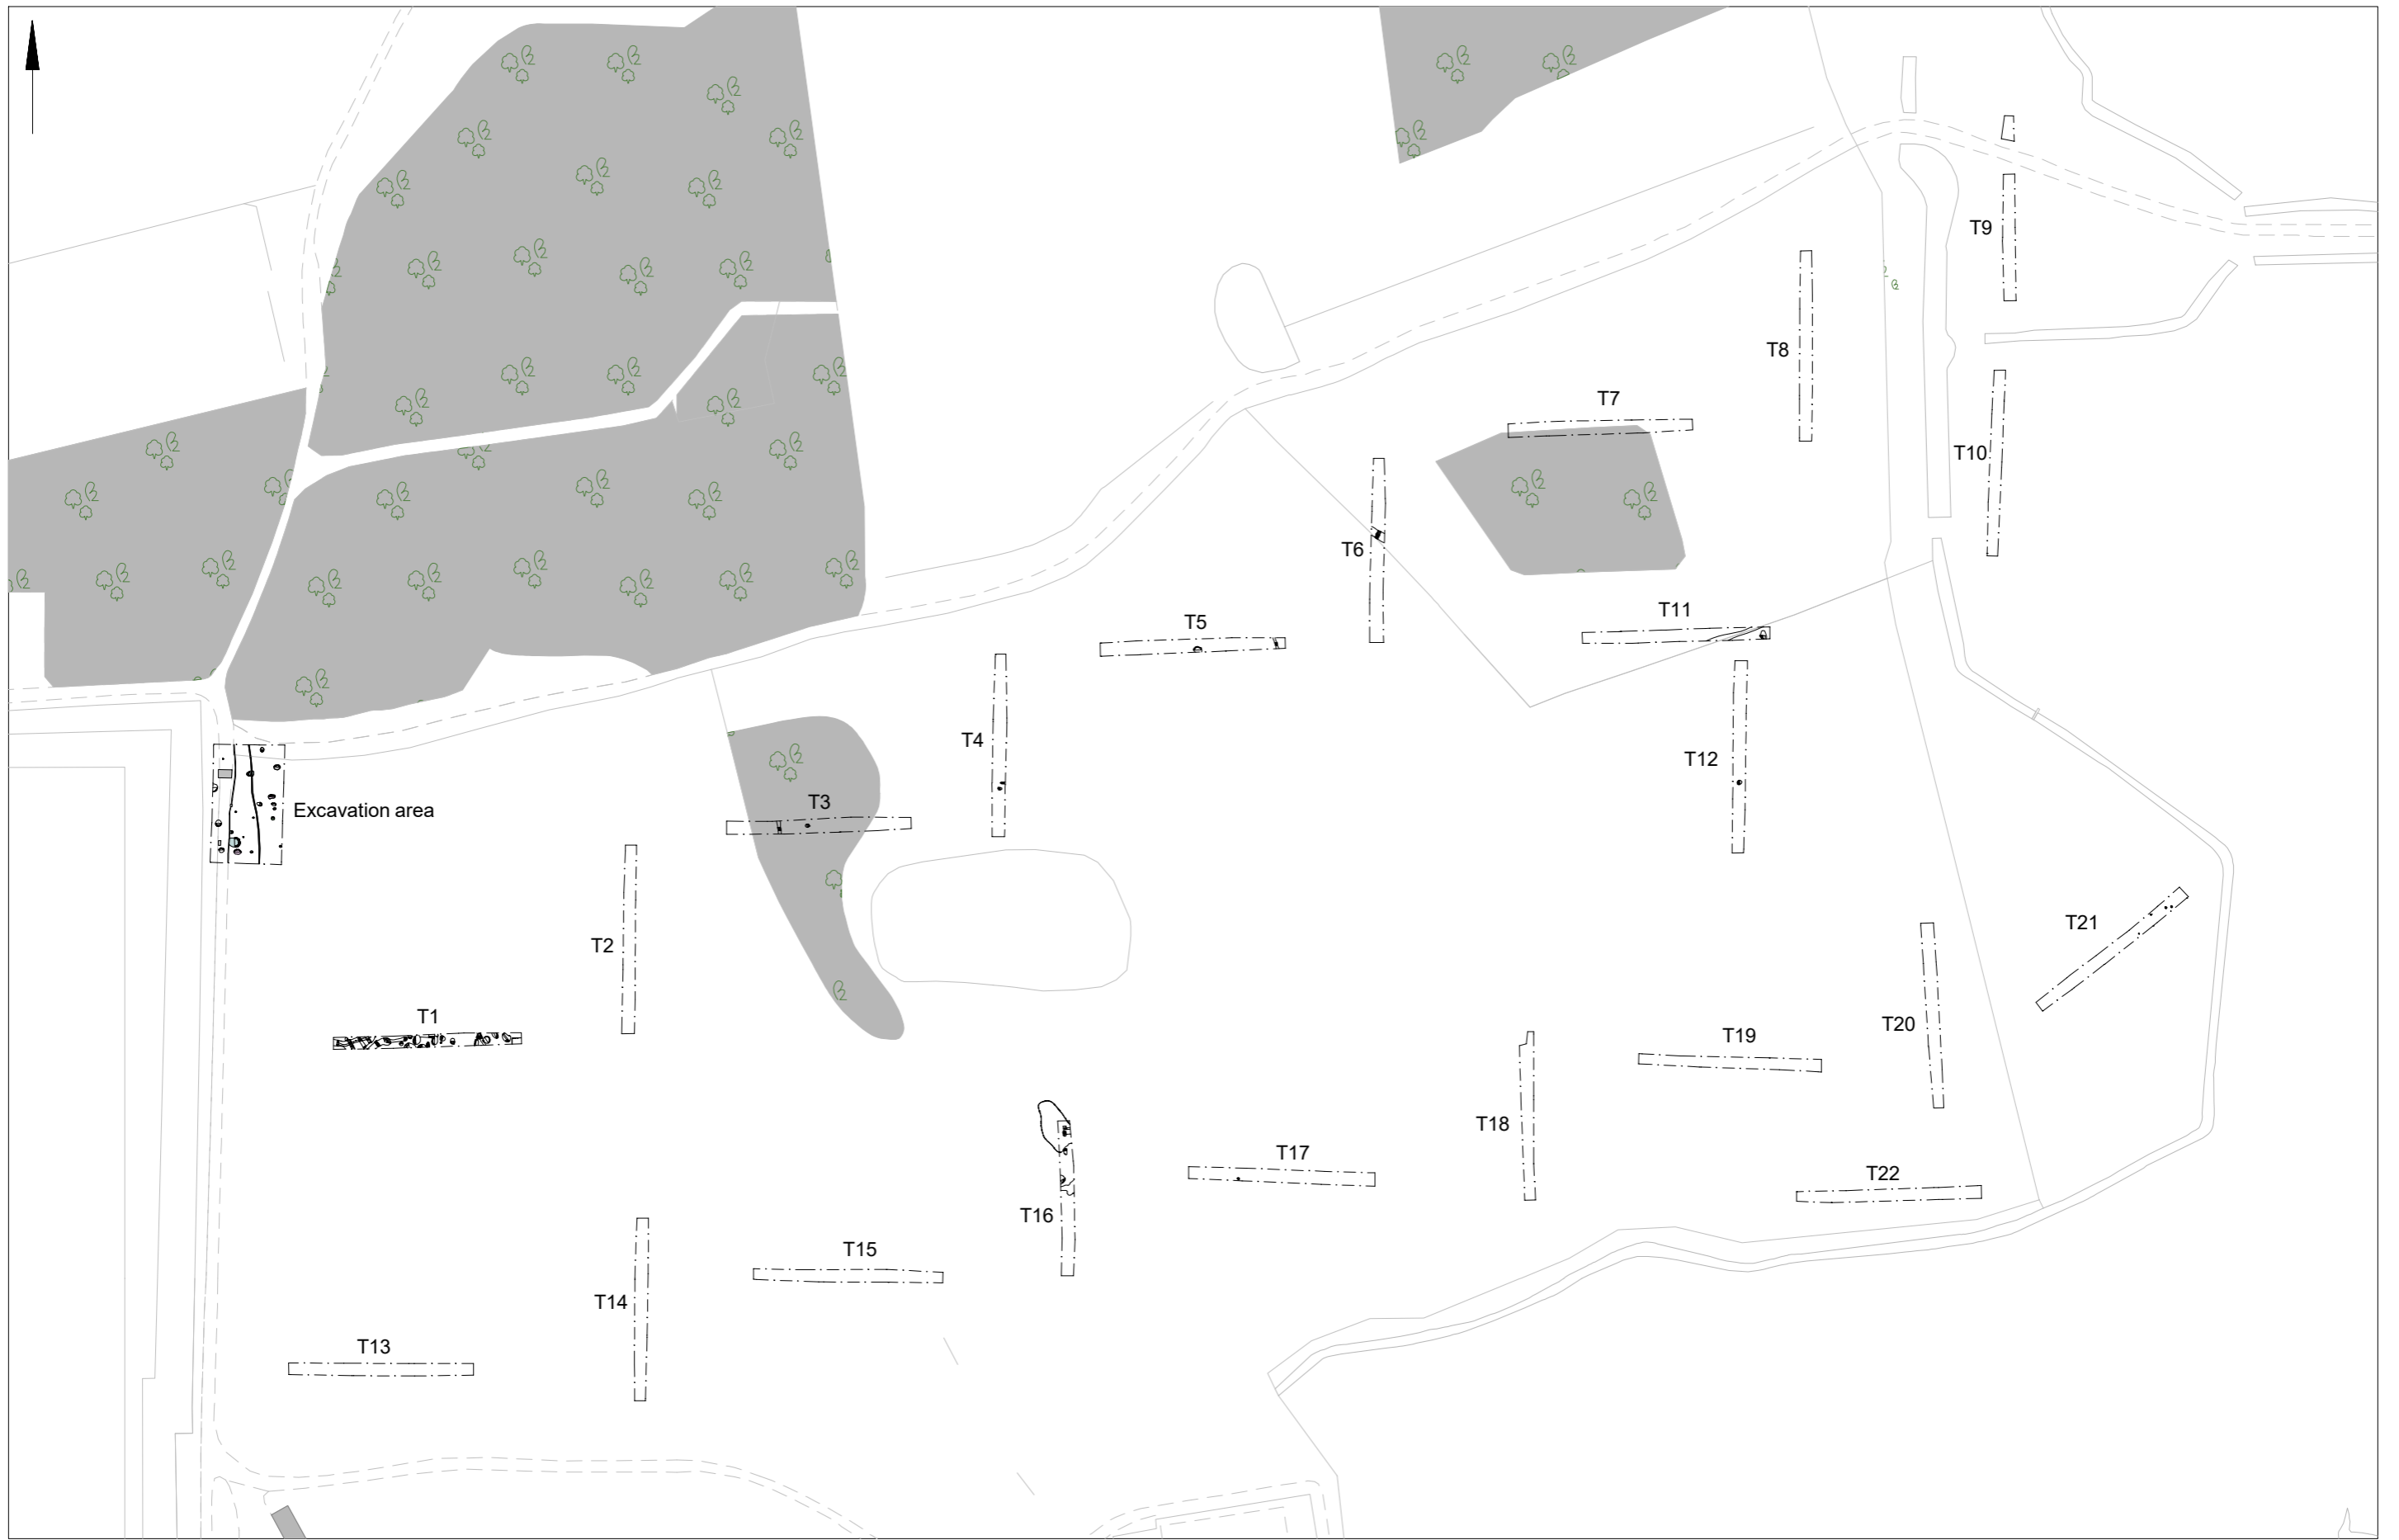 T9
T8
T7
T10
T6
T11
T5
T4
T12
T3
Excavation area
T21
T2
T1
T20
T19
T18
T17
T22
T16
T15
T14
T13